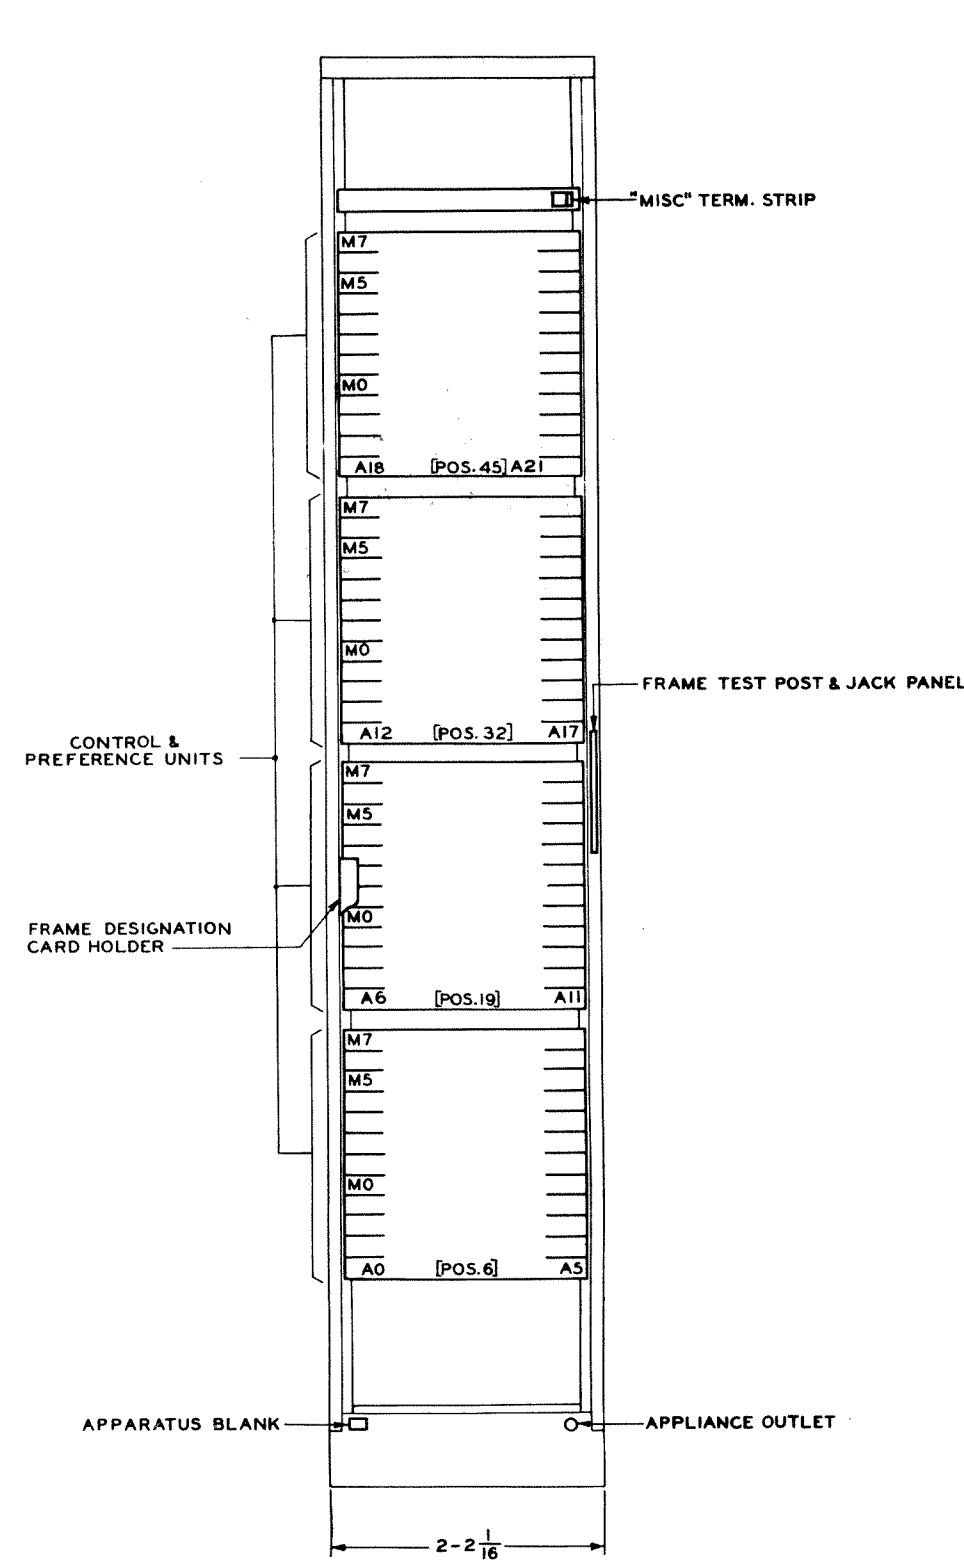 "MISC" TERM. STRIP
M7
M5
M0
A18 [POS. 45] A21
M7
M5
M0
FRAME TEST POST & JACK PANEL
A12 [POS. 32] A17
CONTROL &
PREFERENCE UNITS
M7
M5
M0
FRAME DESIGNATION
CARD HOLDER
A6 [POS. 19] A11
M7
M5
M0
A0 [POS. 6] A5
APPARATUS BLANK
APPLIANCE OUTLET
2-2 1/16